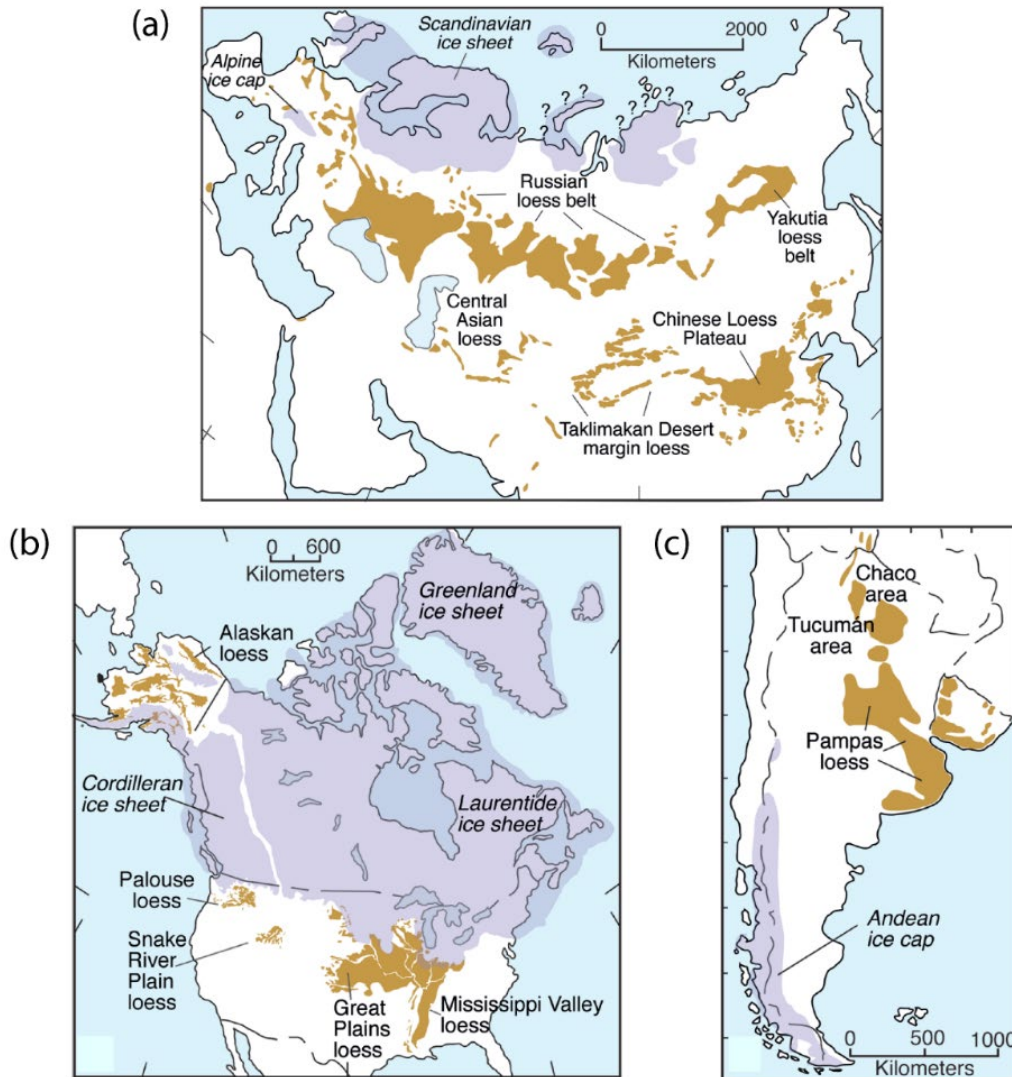 (a)
Scandinavian
ice sheet
0 2000
Kilometers
Alpine
ice cap
? ? ? ? ? ? ? ? ?
Russian
loess belt
Yakutia
loess
belt
Central
Asian
loess
Chinese Loess
Plateau
Taklimakan Desert
margin loess
(b)
0 600
Kilometers
Greenland
ice sheet
Alaskan
loess
Cordilleran
ice sheet
Laurentide
ice sheet
Palouse
loess
Snake
River
Plain
loess
Great
Plains
loess
Mississippi Valley
loess
(c)
Chaco
area
Tucumán
area
Pampas
loess
Andean
ice cap
0 500 1000
Kilometers